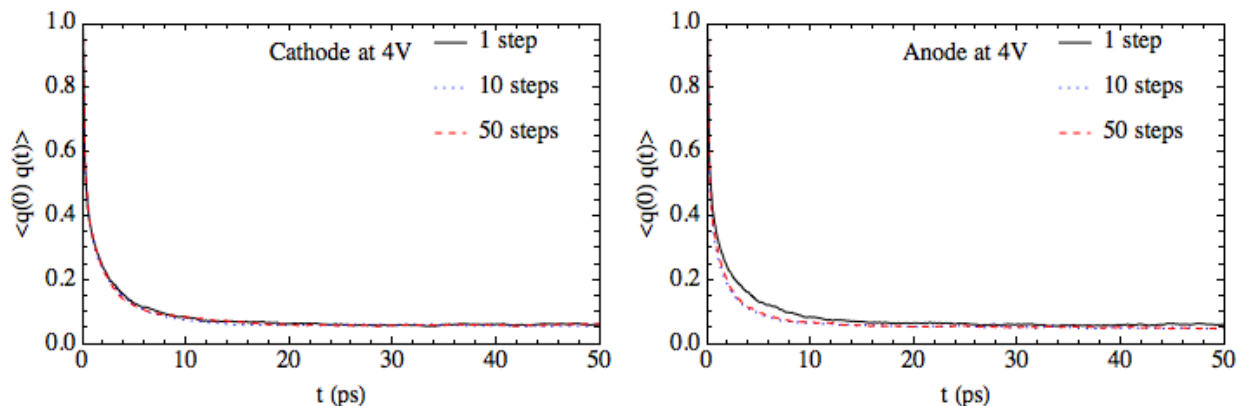 Cathode at 4V
1 step
10 steps
50 steps
<q(0) q(t)>
1.0
0.8
0.6
0.4
0.2
0.0
0 10 20 30 40 50
t (ps)
Anode at 4V
1 step
10 steps
50 steps
<q(0) q(t)>
1.0
0.8
0.6
0.4
0.2
0.0
0 10 20 30 40 50
t (ps)